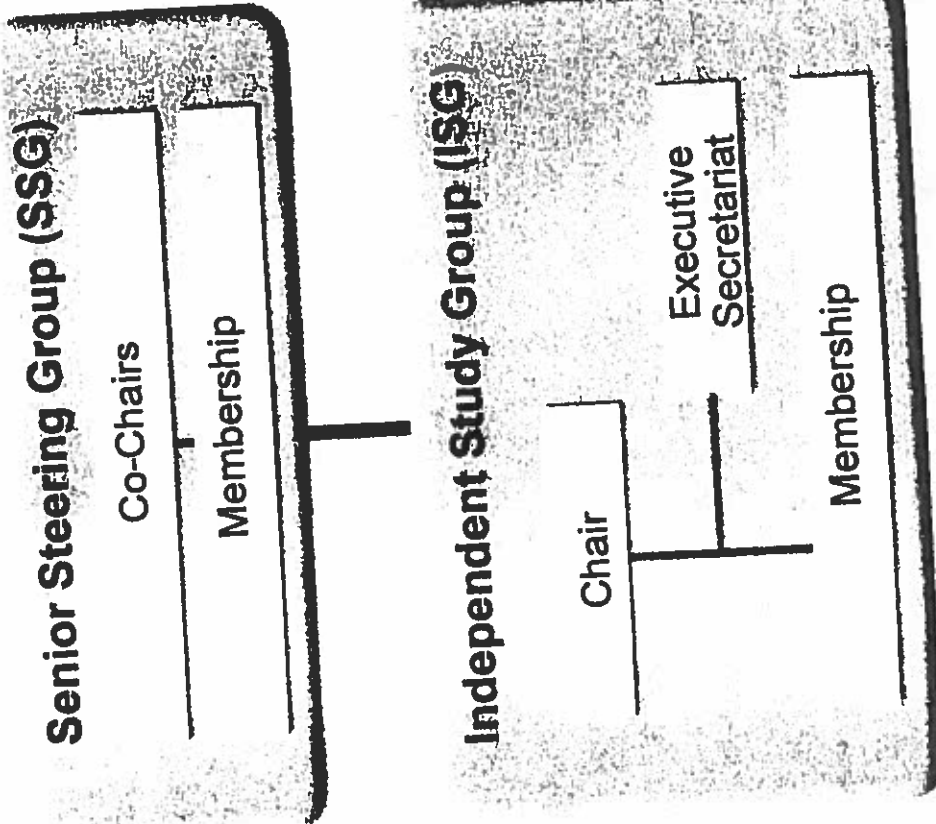 Senior Steering Group (SSG)
Co-Chairs
Membership
Independent Study Group (ISG)
Chair
Executive
Secretariat
Membership